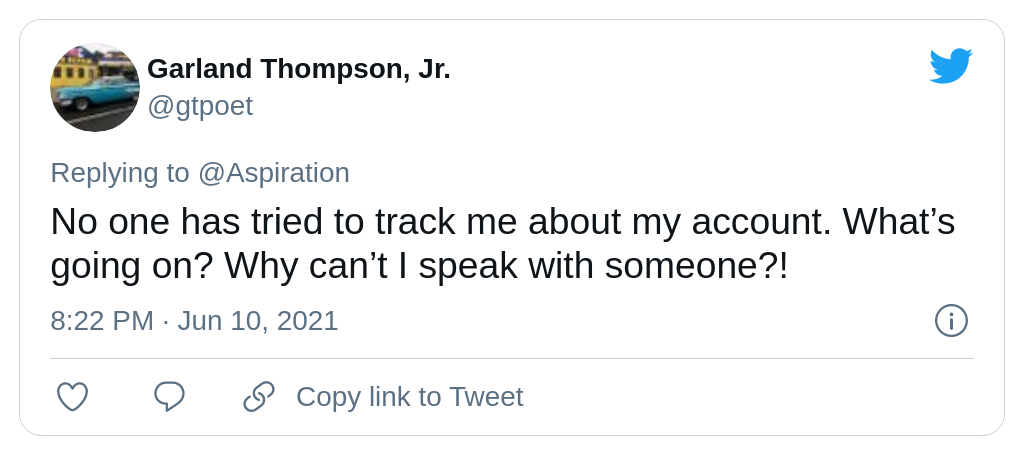 Garland Thompson, Jr.
@gtpoet
Replying to @Aspiration
No one has tried to track me about my account. What’s
going on? Why can’t I speak with someone?!
8:22 PM · Jun 10, 2021
Copy link to Tweet